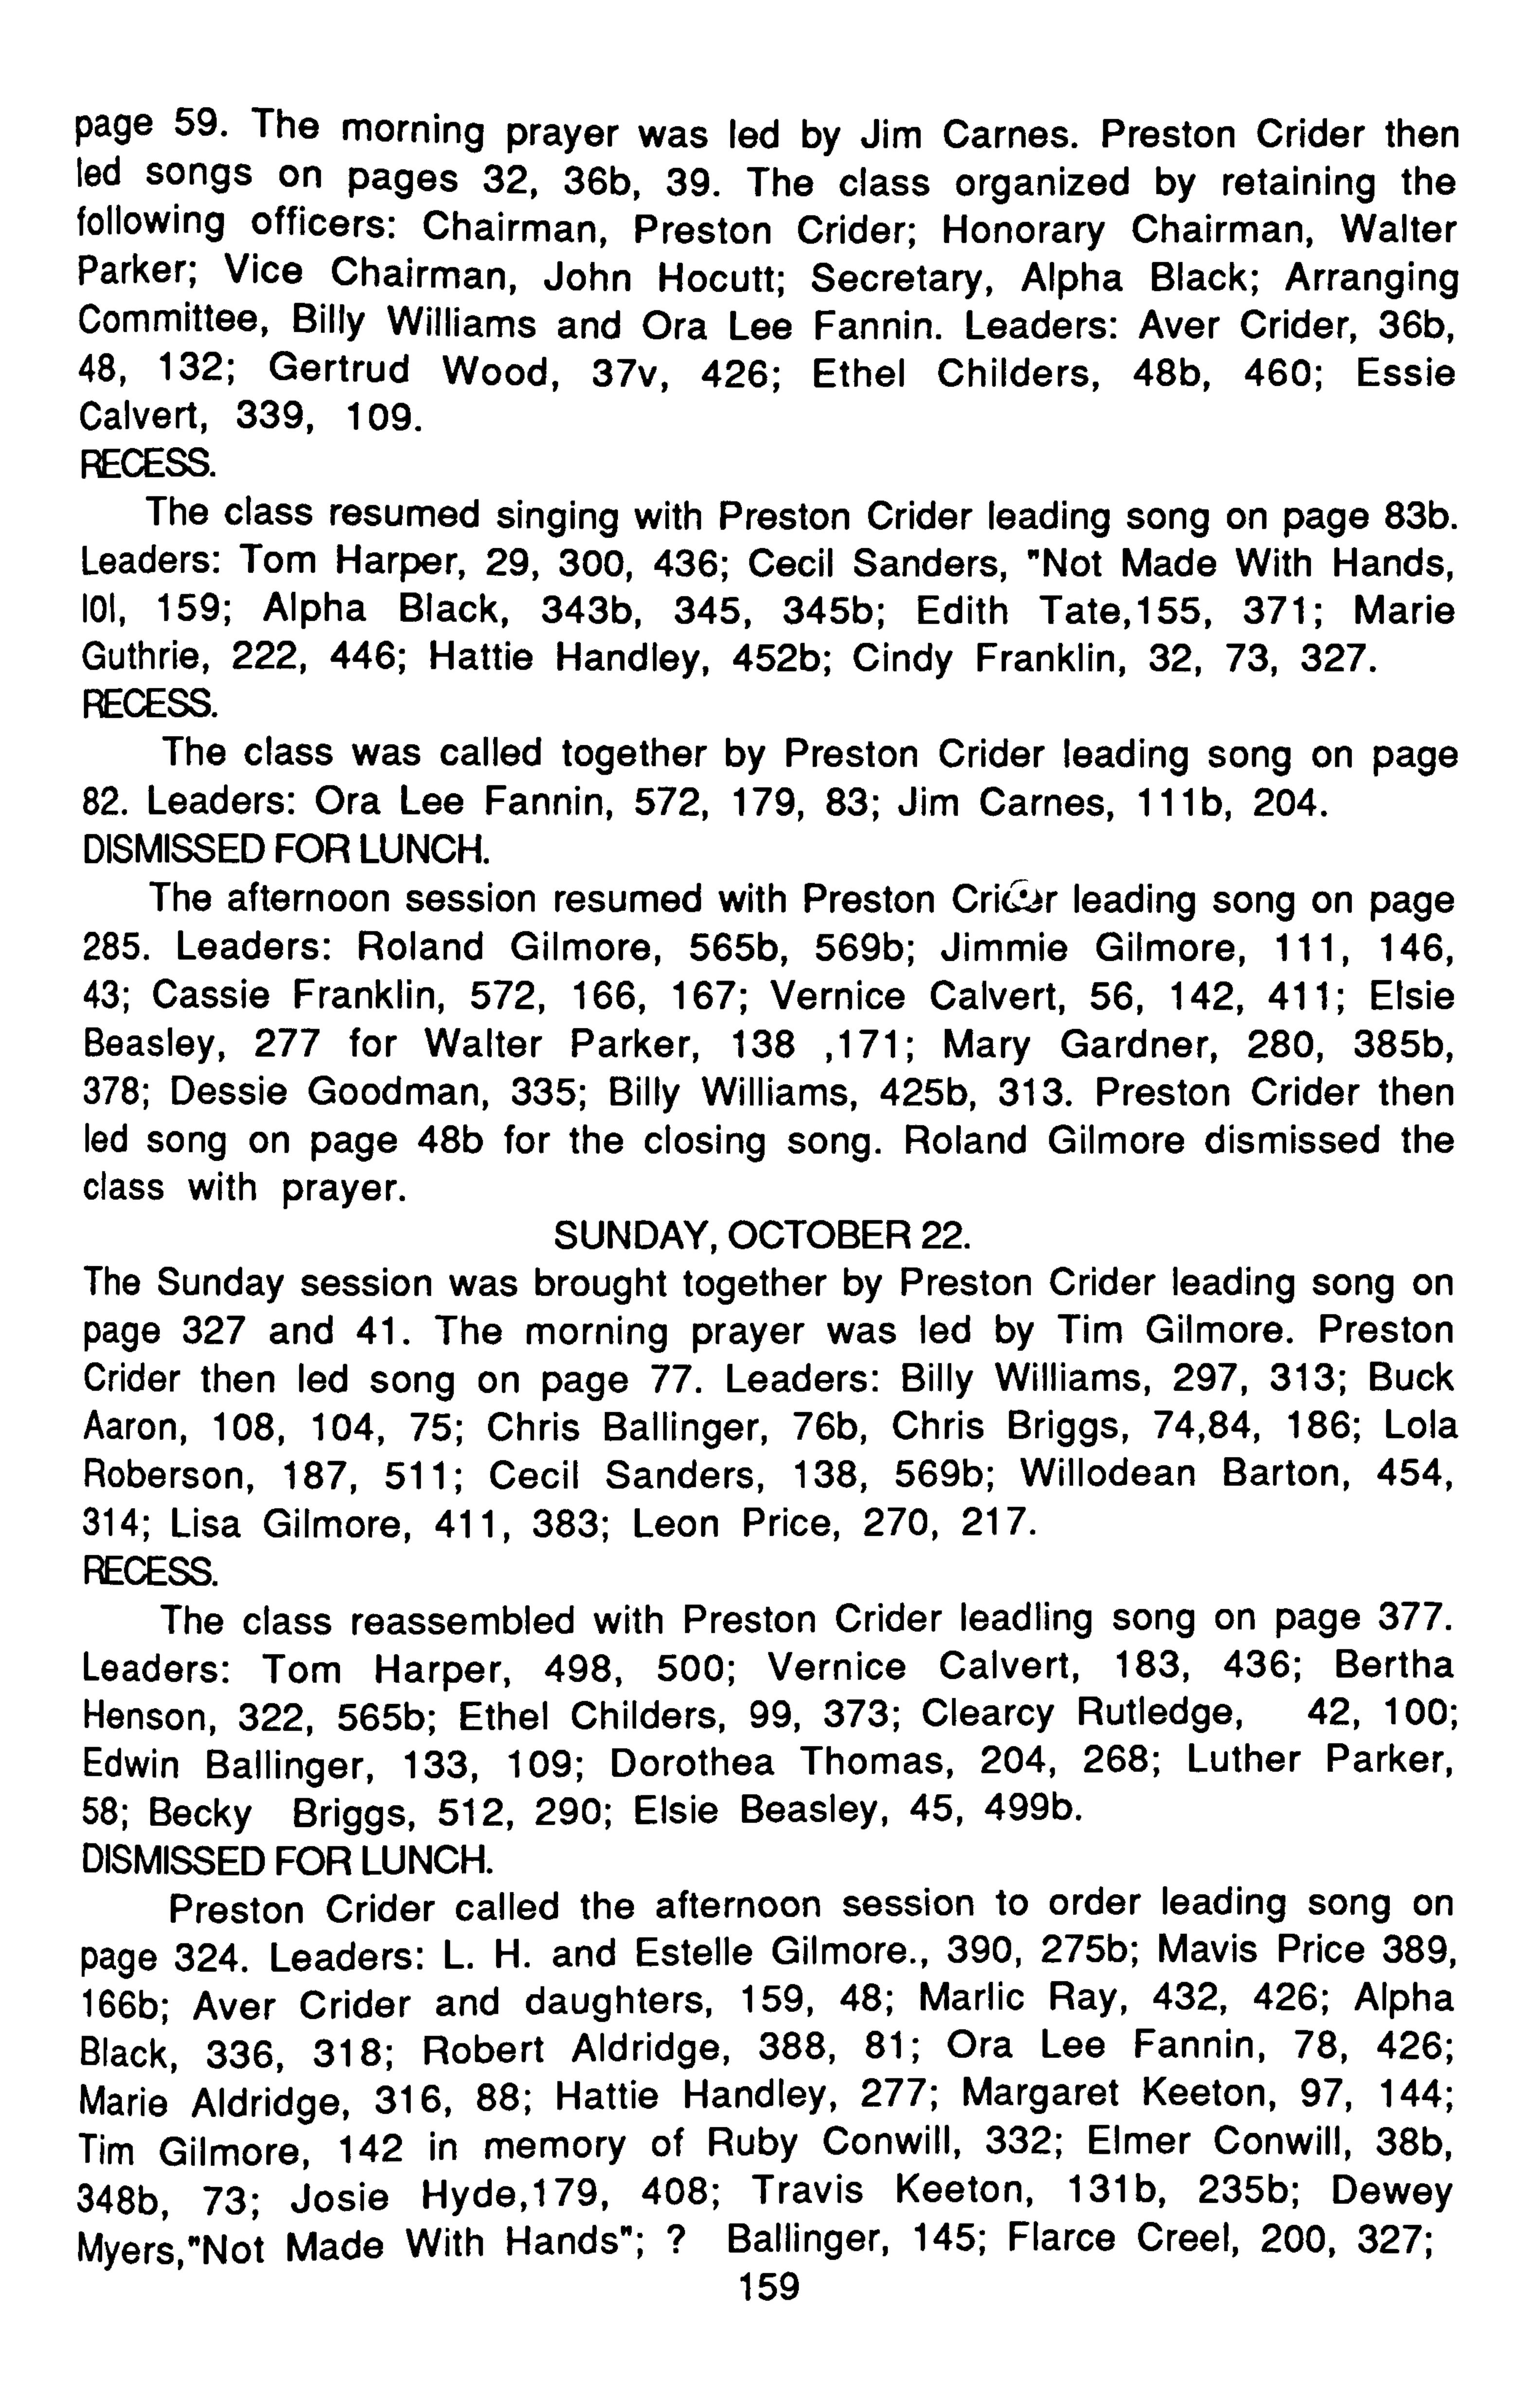 page 59. The morning prayer was led by Jim Carnes. Preston Crider then
led songs on pages 32, 36b, 39. The class organized by retaining the
following officers: Chairman, Preston Crider; Honorary Chairman, Walter
Parker; Vice Chairman, John Hocutt; Secretary, Alpha Black; Arranging
Committee, Billy Williams and Ora Lee Fannin. Leaders: Aver Crider, 36b,
48, 132; Gertrud Wood, 37v, 426; Ethel Childers, 48b, 460; Essie
Calvert, 339, 109.
RECESS.
The class resumed singing with Preston Crider leading song on page 83b.
Leaders: Tom Harper, 29, 300, 436; Cecil Sanders, "Not Made With Hands,
IOI, 159; Alpha Black, 343b, 345, 345b; Edith Tate,155, 371; Marie
Guthrie, 222, 446; Hattie Handley, 452b; Cindy Franklin, 32, 73, 327.
RECESS.
The class was called together by Preston Crider leading song on page
82. Leaders: Ora Lee Fannin, 572, 179, 83; Jim Carnes, 111b, 204.
DISMISSED FOR LUNCH.
The afternoon session resumed with Preston Crider leading song on page
285. Leaders: Roland Gilmore, 565b, 569b; Jimmie Gilmore, 111, 146,
43; Cassie Franklin, 572, 166, 167; Vernice Calvert, 56, 142, 411; Elsie
Beasley, 277 for Walter Parker, 138 ,171; Mary Gardner, 280, 385b,
378; Dessie Goodman, 335; Billy Williams, 425b, 313. Preston Crider then
led song on page 48b for the closing song. Roland Gilmore dismissed the
class with prayer.
SUNDAY, OCTOBER 22.
The Sunday session was brought together by Preston Crider leading song on
page 327 and 41. The morning prayer was led by Tim Gilmore. Preston
Crider then led song on page 77. Leaders: Billy Williams, 297, 313; Buck
Aaron, 108, 104, 75; Chris Ballinger, 76b, Chris Briggs, 74,84, 186; Lola
Roberson, 187, 511; Cecil Sanders, 138, 569b; Willodean Barton, 454,
314; Lisa Gilmore, 411, 383; Leon Price, 270, 217.
RECESS.
The class reassembled with Preston Crider leadling song on page 377.
Leaders: Tom Harper, 498, 500; Vernice Calvert, 183, 436; Bertha
Henson, 322, 565b; Ethel Childers, 99, 373; Clearcy Rutledge, 42, 100;
Edwin Ballinger, 133, 109; Dorothea Thomas, 204, 268; Luther Parker,
58; Becky Briggs, 512, 290; Elsie Beasley, 45, 499b.
DISMISSED FOR LUNCH.
Preston Crider called the afternoon session to order leading song on
page 324. Leaders: L. H. and Estelle Gilmore., 390, 275b; Mavis Price 389,
166b; Aver Crider and daughters, 159, 48; Marlic Ray, 432, 426; Alpha
Black, 336, 318; Robert Aldridge, 388, 81; Ora Lee Fannin, 78, 426;
Marie Aldridge, 316, 88; Hattie Handley, 277; Margaret Keeton, 97, 144;
Tim Gilmore, 142 in memory of Ruby Conwill, 332; Elmer Conwill, 38b,
348b, 73; Josie Hyde,179, 408; Travis Keeton, 131b, 235b; Dewey
Myers,"Not Made With Hands"; ? Ballinger, 145; Flarce Creel, 200, 327;
159